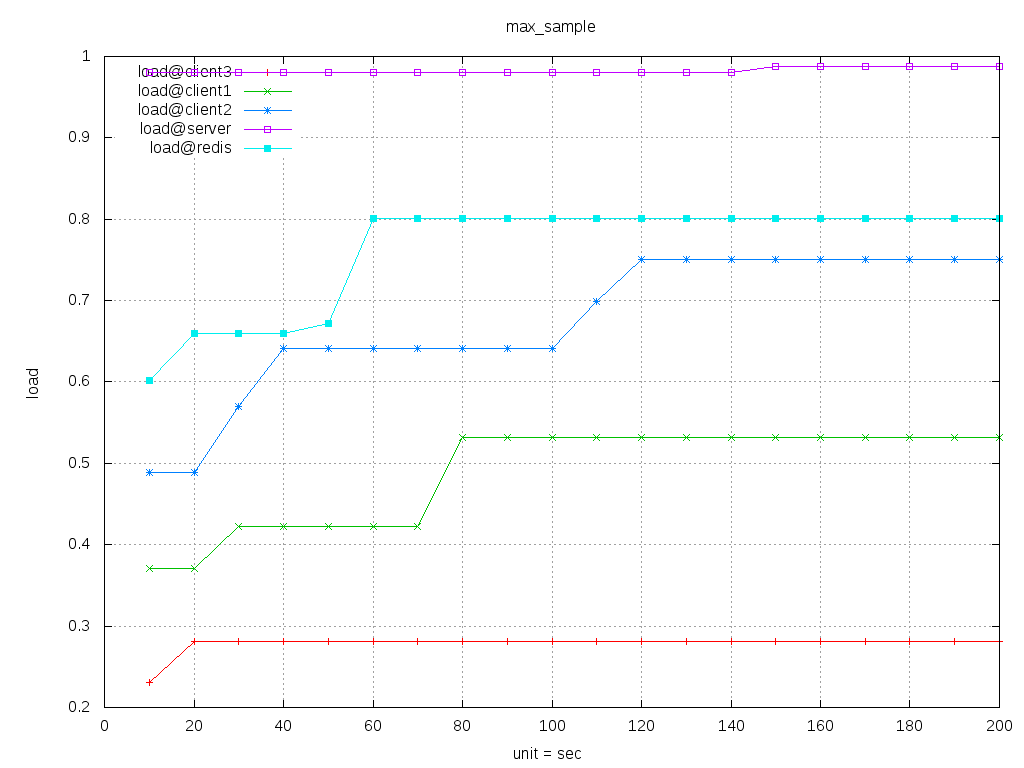 max_sample
load@client3
load@client1
load@client2
load@server
load@redis
1
0.9
0.8
0.7
0.6
0.5
0.4
0.3
0.2
load
0 20 40 60 80 100 120 140 160 180 200
unit = sec